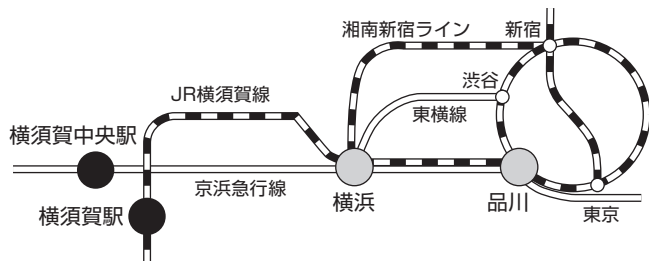 湘南新宿ライン
新宿
渋谷
JR横須賀線
東横線
横須賀中央駅
京浜急行線
横浜
品川
横須賀駅
東京